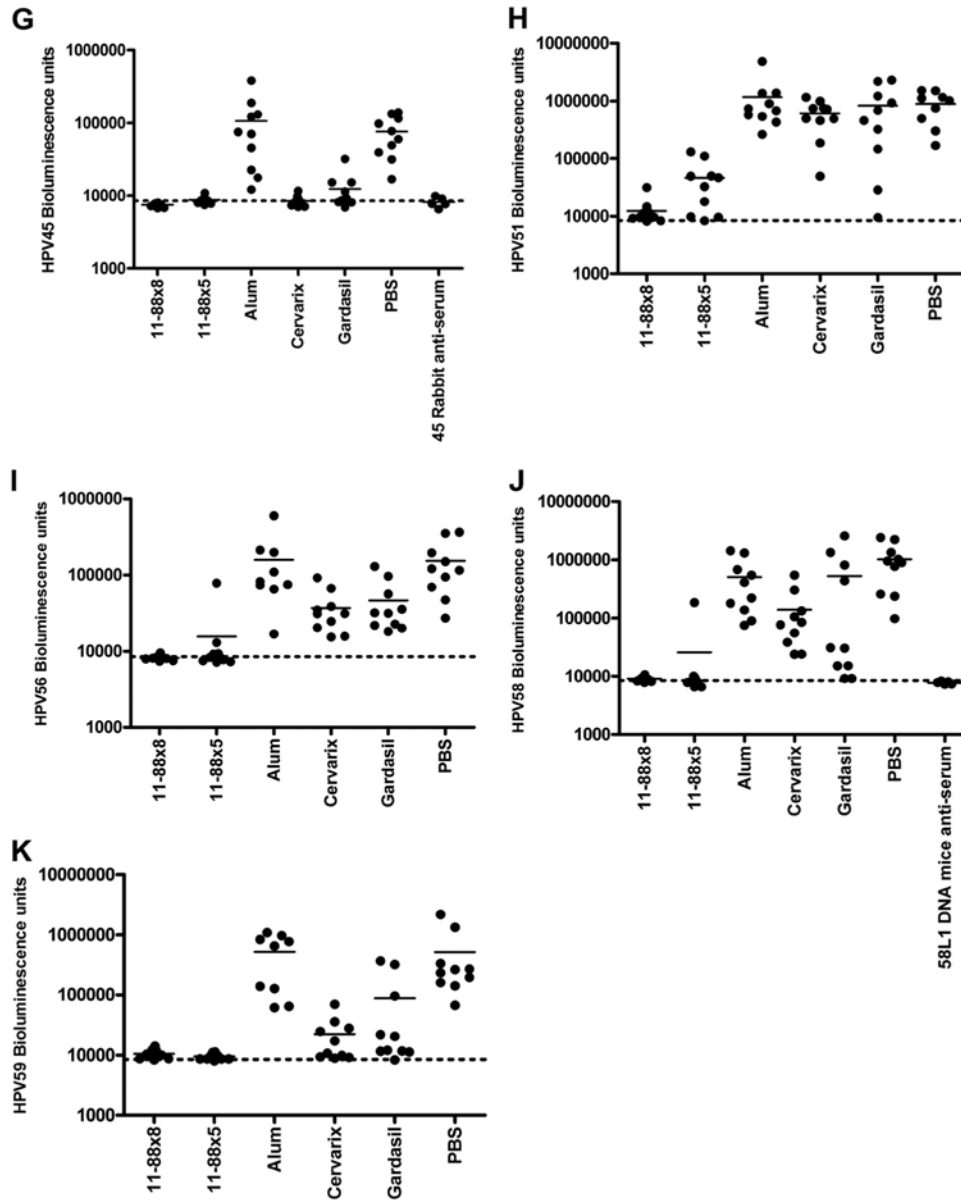 G
HPV45 Bioluminescence units
1000000
100000
10000
1000
11-88x8
11-88x5
Alum
Cervarix
Gardasil
PBS
45 Rabbit anti-serum
H
HPV51 Bioluminescence units
10000000
1000000
100000
10000
1000
11-88x8
11-88x5
Alum
Cervarix
Gardasil
PBS
I
HPV56 Bioluminescence units
1000000
100000
10000
1000
11-88x8
11-88x5
Alum
Cervarix
Gardasil
PBS
J
HPV58 Bioluminescence units
10000000
1000000
100000
10000
1000
11-88x8
11-88x5
Alum
Cervarix
Gardasil
PBS
58L1 DNA mice anti-serum
K
HPV59 Bioluminescence units
10000000
1000000
100000
10000
1000
11-88x8
11-88x5
Alum
Cervarix
Gardasil
PBS